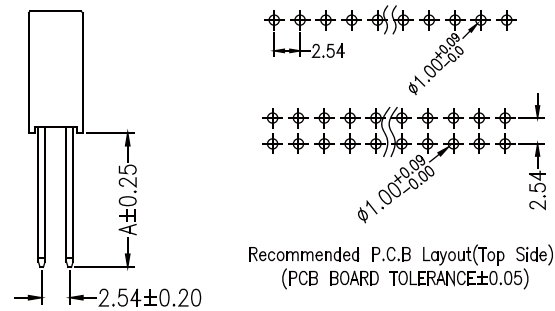 2.54
ø1.00+0.09 -0.0
ø1.00+0.09 -0.00
2.54
A±0.25
2.54±0.20
Recommended P.C.B Layout(Top Side)
(PCB BOARD TOLERANCE±0.05)